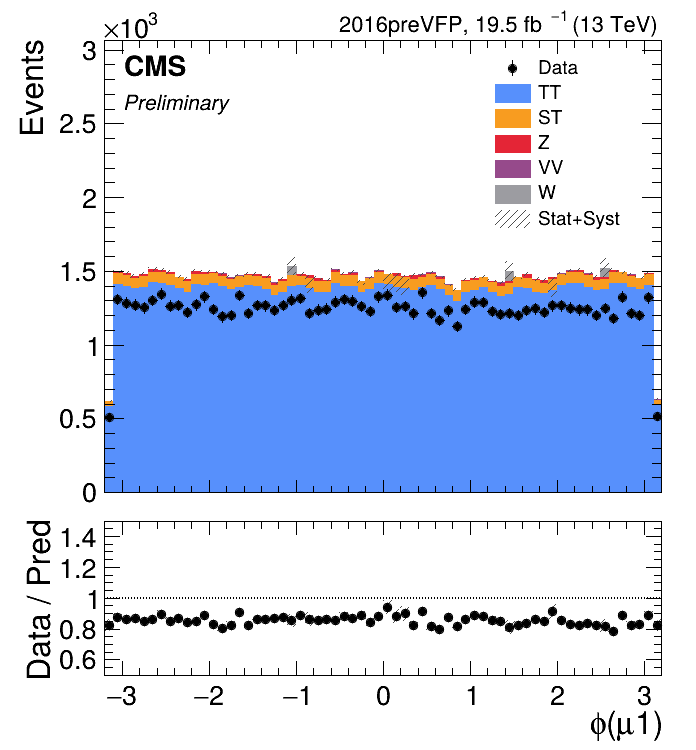 ×10³
2016preVFP, 19.5 fb ⁻¹ (13 TeV)
Events
CMS
Preliminary
Data
TT
ST
Z
VV
W
Stat+Syst
3
2.5
2
1.5
1
0.5
0
Data / Pred
1.4
1.2
1
0.8
0.6
−3 −2 −1 0 1 2 3
ϕ(μ1)